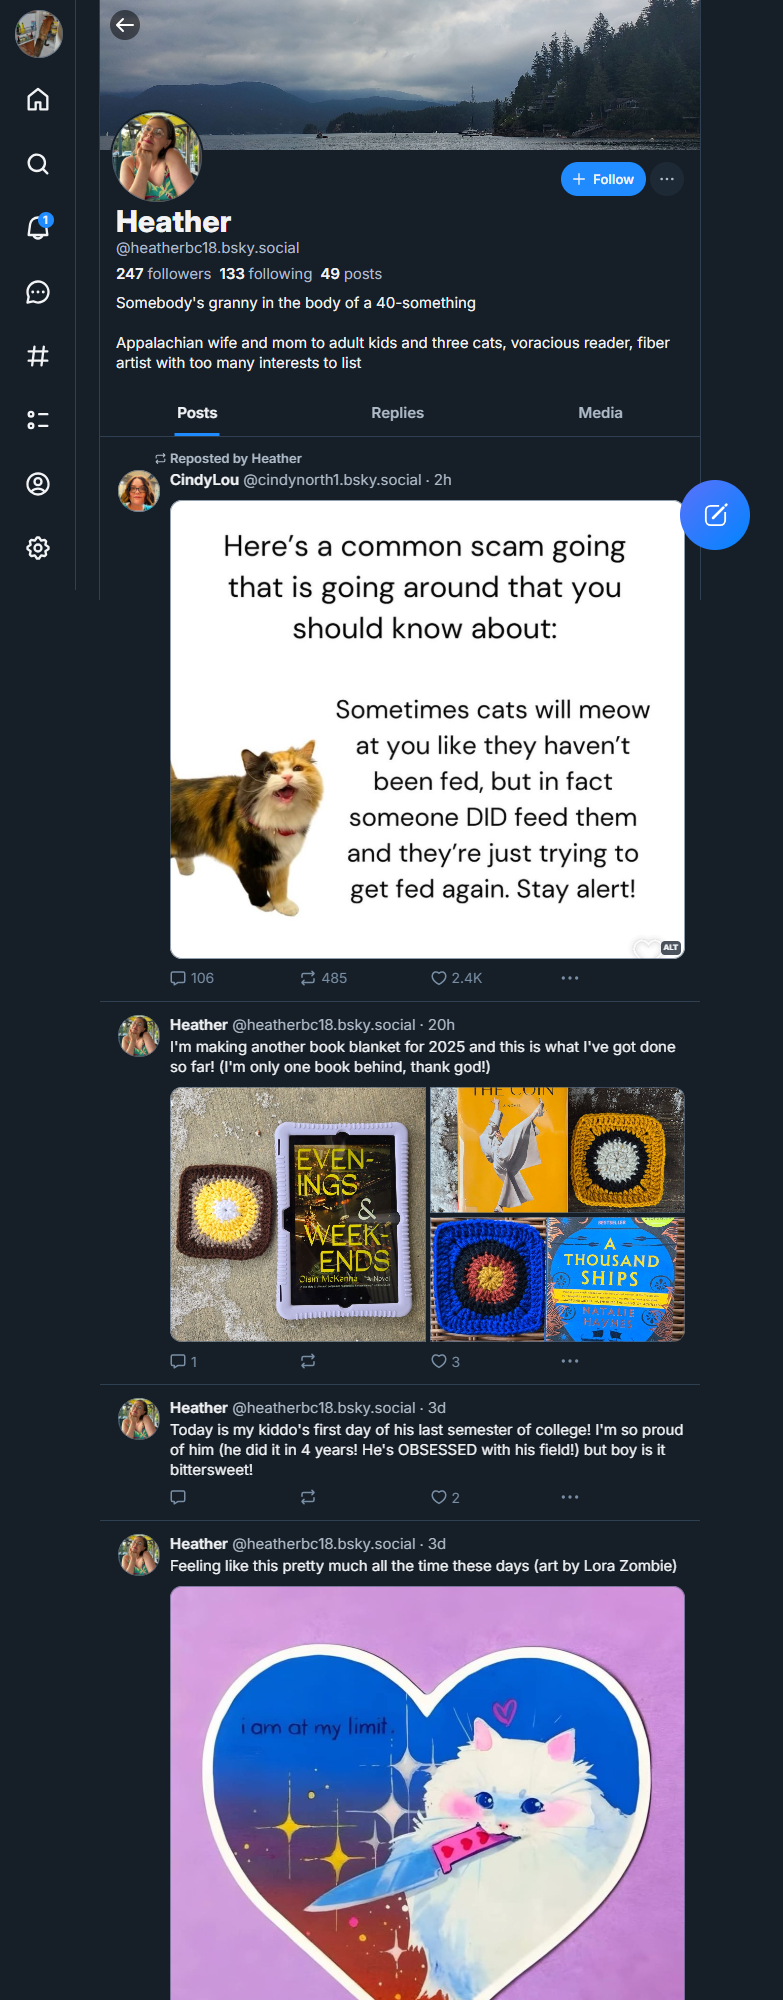 Follow
Heather
@heatherbc18.bsky.social
247 followers 133 following 49 posts
Somebody's granny in the body of a 40-something
Appalachian wife and mom to adult kids and three cats, voracious reader, fiber
artist with too many interests to list
Posts Replies Media
1
Reposted by Heather
CindyLou @cindynorth1.bsky.social · 2h
Here's a common scam going
that is going around that you
should know about:
Sometimes cats will meow
at you like they haven't
been fed, but in fact
someone DID feed them
and they're just trying to
get fed again. Stay alert!
ALT
106 485 2.4K
Heather @heatherbc18.bsky.social · 20h
I'm making another book blanket for 2025 and this is what I've got done
so far! (I'm only one book behind, thank god!)
EVEN-
INGS
&
WEEK-
ENDS
Oisín McKenna A Novel
THE COIN
BESTSELLER
A
THOUSAND
SHIPS
NATALIE
HAYNES
1 3
Heather @heatherbc18.bsky.social · 3d
Today is my kiddo's first day of his last semester of college! I'm so proud
of him (he did it in 4 years! He's OBSESSED with his field!) but boy is it
bittersweet!
2
Heather @heatherbc18.bsky.social · 3d
Feeling like this pretty much all the time these days (art by Lora Zombie)
i am at my limit.